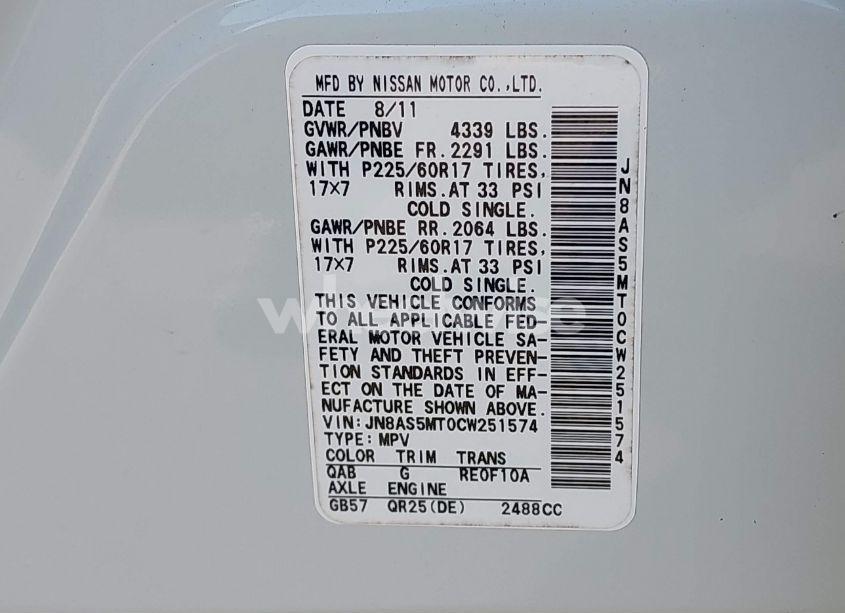 MFD BY NISSAN MOTOR CO.,LTD.
DATE 8/11
GVWR/PNBV 4339 LBS.
GAWR/PNBE FR.2291 LBS.
WITH P225/60R17 TIRES,
17×7 RIMS.AT 33 PSI
COLD SINGLE.
GAWR/PNBE RR.2064 LBS.
WITH P225/60R17 TIRES,
17×7 RIMS.AT 33 PSI
COLD SINGLE.
THIS VEHICLE CONFORMS
TO ALL APPLICABLE FED-
ERAL MOTOR VEHICLE SA-
FETY AND THEFT PREVEN-
TION STANDARDS IN EFF-
ECT ON THE DATE OF MA-
NUFACTURE SHOWN ABOVE.
VIN:JN8AS5MT0CW251574
TYPE:MPV
COLOR TRIM TRANS
QAB G RE0F10A
AXLE ENGINE
GB57 QR25(DE) 2488CC
JN8AS5MT0CW251574